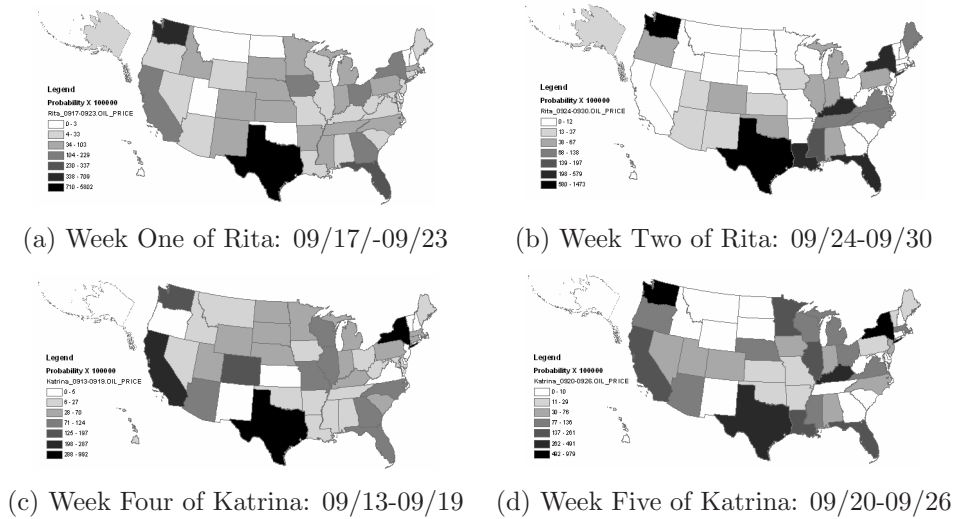 Legend
Probability X 100000
Rita_0917-0923.OIL_PRICE
0 - 3
4 - 33
34 - 103
104 - 229
230 - 337
338 - 709
710 - 5802
Legend
Probability X 100000
Rita_0924-0930.OIL_PRICE
0 - 12
13 - 37
38 - 67
68 - 138
139 - 197
198 - 579
580 - 1473
(a) Week One of Rita: 09/17/-09/23
(b) Week Two of Rita: 09/24-09/30
Legend
Probability X 100000
Katrina_0913-0919.OIL_PRICE
0 - 5
6 - 27
28 - 70
71 - 124
125 - 197
198 - 287
288 - 992
Legend
Probability X 100000
Katrina_0920-0926.OIL_PRICE
0 - 10
11 - 29
30 - 76
77 - 136
137 - 261
262 - 491
492 - 979
(c) Week Four of Katrina: 09/13-09/19
(d) Week Five of Katrina: 09/20-09/26